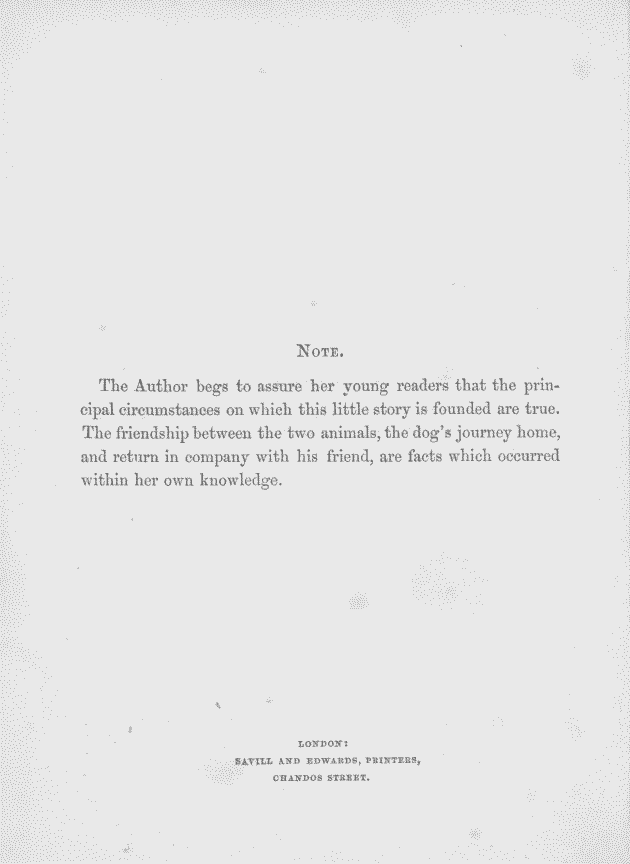 NOTE.
The Author begs to assure her young readers that the prin-
cipal circumstances on which this little story is founded are true.
The friendship between the two animals, the dog's journey home,
and return in company with his friend, are facts which occurred
within her own knowledge.
LONDON:
SAVILL AND EDWARDS, PRINTERS,
CHANDOS STREET.